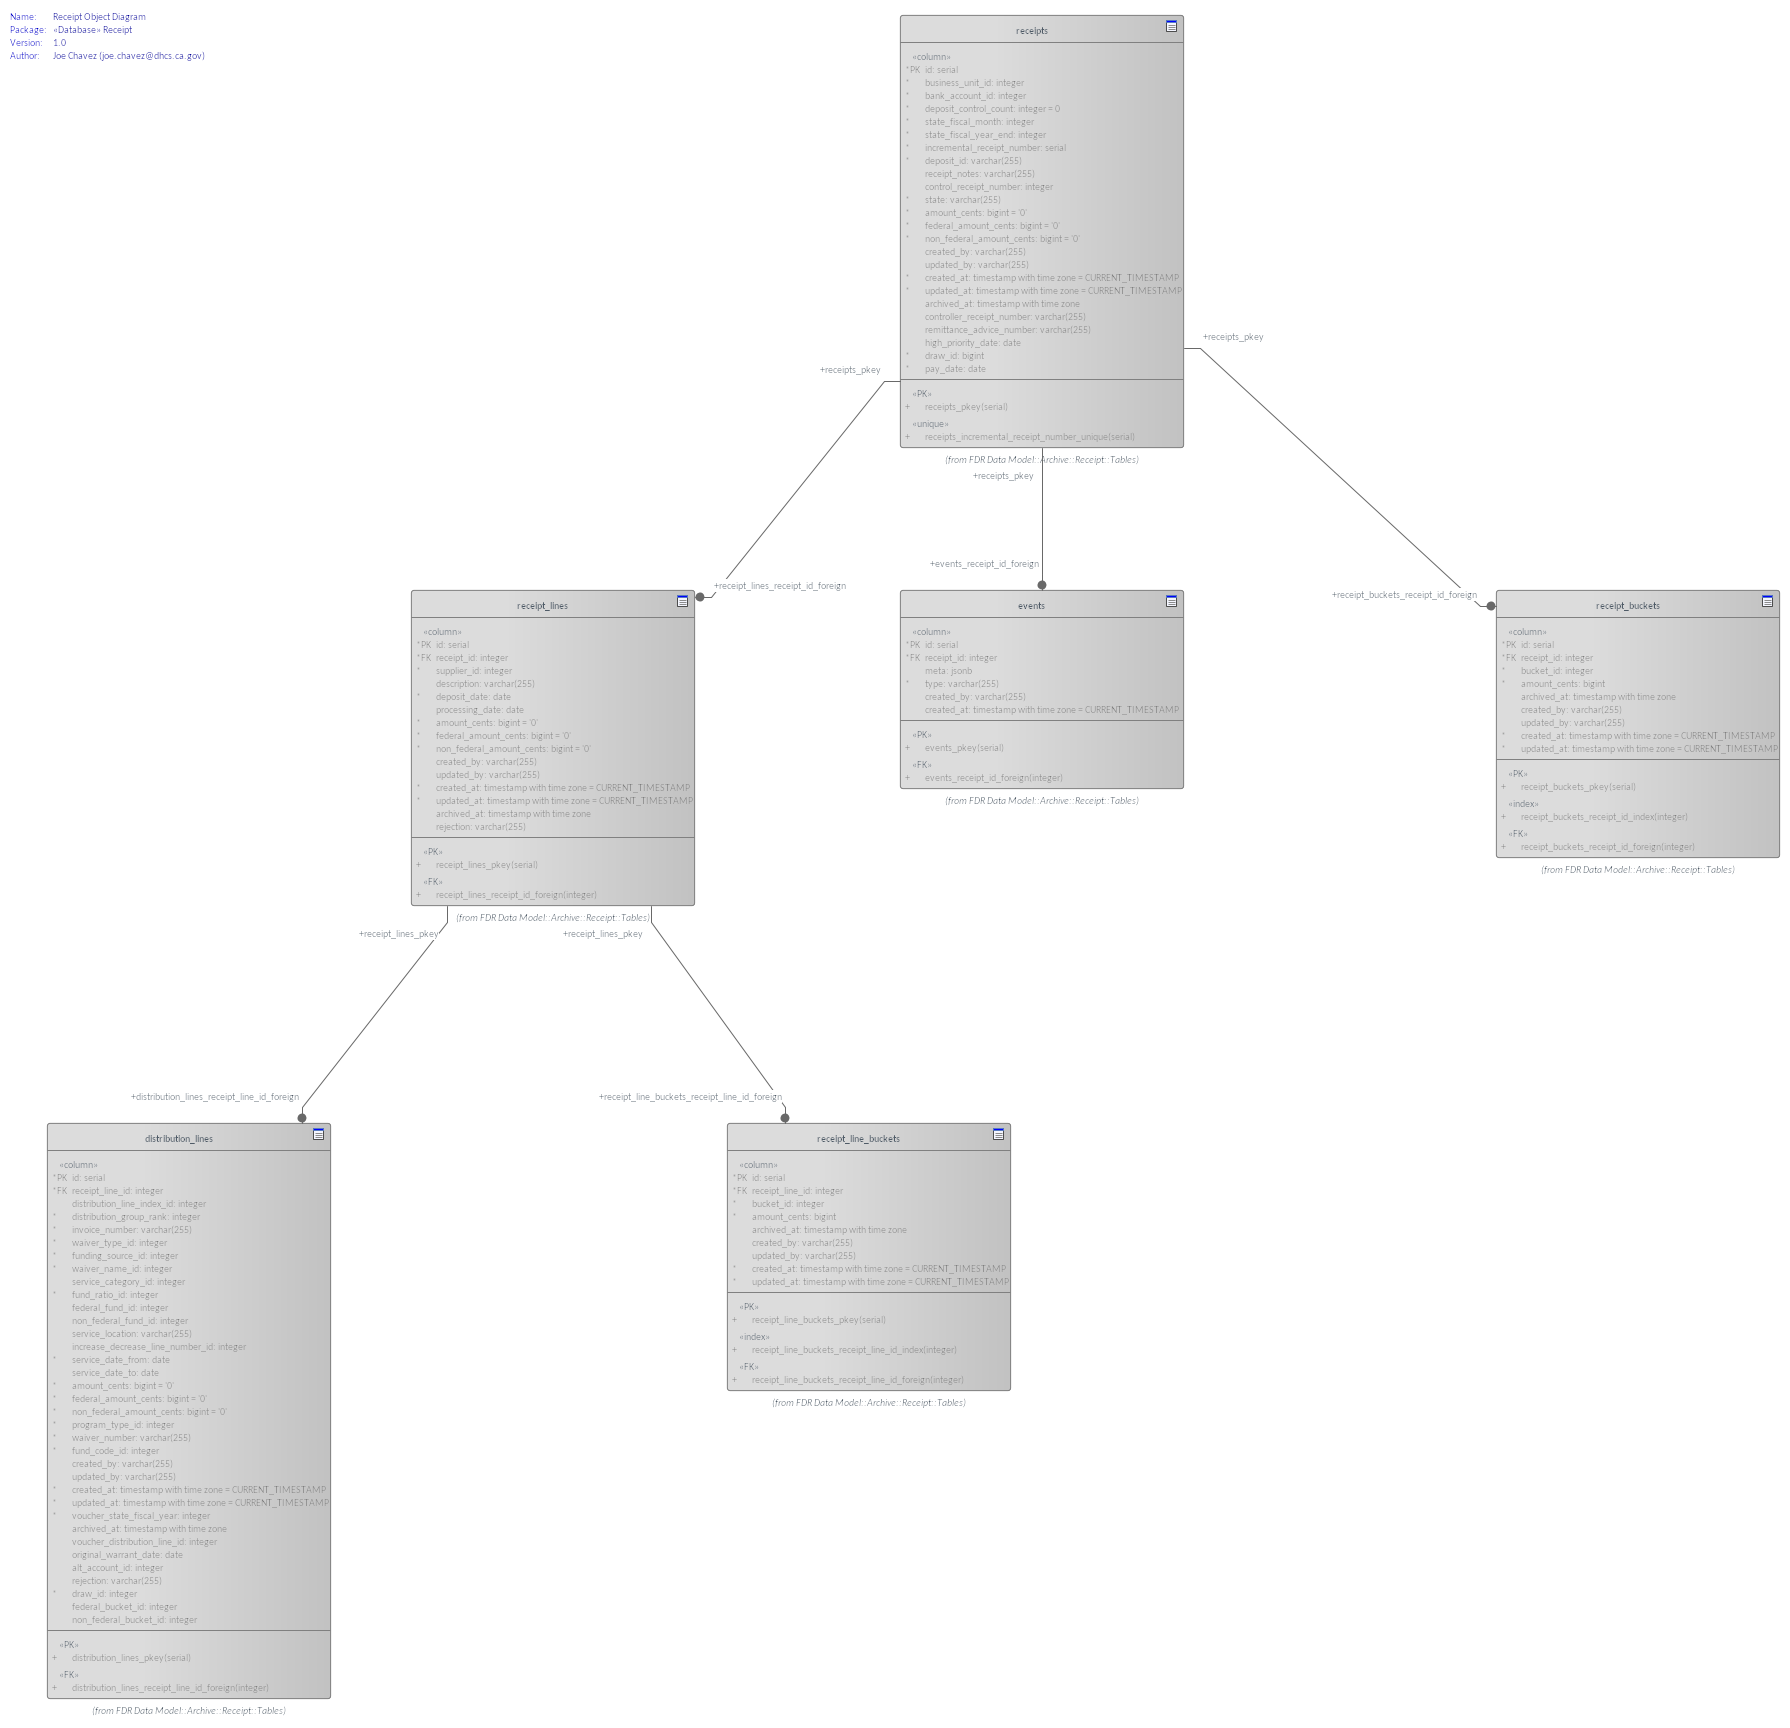 Name: Receipt Object Diagram
Package: «Database» Receipt
Version: 1.0
Author: Joe Chavez (joe.chavez@dhcs.ca.gov)
receipts
«column»
*PK id: serial
* business_unit_id: integer
* bank_account_id: integer
* deposit_control_count: integer = 0
* state_fiscal_month: integer
* state_fiscal_year_end: integer
* incremental_receipt_number: serial
* deposit_id: varchar(255)
receipt_notes: varchar(255)
control_receipt_number: integer
* state: varchar(255)
* amount_cents: bigint = '0'
* federal_amount_cents: bigint = '0'
* non_federal_amount_cents: bigint = '0'
created_by: varchar(255)
updated_by: varchar(255)
* created_at: timestamp with time zone = CURRENT_TIMESTAMP
* updated_at: timestamp with time zone = CURRENT_TIMESTAMP
archived_at: timestamp with time zone
controller_receipt_number: varchar(255)
remittance_advice_number: varchar(255)
high_priority_date: date
* draw_id: bigint
* pay_date: date
«PK»
+ receipts_pkey(serial)
«unique»
+ receipts_incremental_receipt_number_unique(serial)
(from FDR Data Model::Archive::Receipt::Tables)
+receipts_pkey
+receipts_pkey
+receipts_pkey
+receipt_lines_receipt_id_foreign
+events_receipt_id_foreign
+receipt_buckets_receipt_id_foreign
receipt_lines
«column»
*PK id: serial
*FK receipt_id: integer
* supplier_id: integer
description: varchar(255)
* deposit_date: date
processing_date: date
* amount_cents: bigint = '0'
* federal_amount_cents: bigint = '0'
* non_federal_amount_cents: bigint = '0'
created_by: varchar(255)
updated_by: varchar(255)
* created_at: timestamp with time zone = CURRENT_TIMESTAMP
* updated_at: timestamp with time zone = CURRENT_TIMESTAMP
archived_at: timestamp with time zone
rejection: varchar(255)
«PK»
+ receipt_lines_pkey(serial)
«FK»
+ receipt_lines_receipt_id_foreign(integer)
(from FDR Data Model::Archive::Receipt::Tables)
events
«column»
*PK id: serial
*FK receipt_id: integer
meta: jsonb
* type: varchar(255)
created_by: varchar(255)
created_at: timestamp with time zone = CURRENT_TIMESTAMP
«PK»
+ events_pkey(serial)
«FK»
+ events_receipt_id_foreign(integer)
(from FDR Data Model::Archive::Receipt::Tables)
receipt_buckets
«column»
*PK id: serial
*FK receipt_id: integer
* bucket_id: integer
* amount_cents: bigint
archived_at: timestamp with time zone
created_by: varchar(255)
updated_by: varchar(255)
* created_at: timestamp with time zone = CURRENT_TIMESTAMP
* updated_at: timestamp with time zone = CURRENT_TIMESTAMP
«PK»
+ receipt_buckets_pkey(serial)
«index»
+ receipt_buckets_receipt_id_index(integer)
«FK»
+ receipt_buckets_receipt_id_foreign(integer)
(from FDR Data Model::Archive::Receipt::Tables)
+receipt_lines_pkey
+receipt_lines_pkey
+distribution_lines_receipt_line_id_foreign
+receipt_line_buckets_receipt_line_id_foreign
distribution_lines
«column»
*PK id: serial
*FK receipt_line_id: integer
distribution_line_index_id: integer
* distribution_group_rank: integer
* invoice_number: varchar(255)
* waiver_type_id: integer
* funding_source_id: integer
* waiver_name_id: integer
service_category_id: integer
* fund_ratio_id: integer
federal_fund_id: integer
non_federal_fund_id: integer
service_location: varchar(255)
increase_decrease_line_number_id: integer
* service_date_from: date
service_date_to: date
* amount_cents: bigint = '0'
* federal_amount_cents: bigint = '0'
* non_federal_amount_cents: bigint = '0'
* program_type_id: integer
* waiver_number: varchar(255)
* fund_code_id: integer
created_by: varchar(255)
updated_by: varchar(255)
* created_at: timestamp with time zone = CURRENT_TIMESTAMP
* updated_at: timestamp with time zone = CURRENT_TIMESTAMP
* voucher_state_fiscal_year: integer
archived_at: timestamp with time zone
voucher_distribution_line_id: integer
original_warrant_date: date
alt_account_id: integer
rejection: varchar(255)
* draw_id: integer
federal_bucket_id: integer
non_federal_bucket_id: integer
«PK»
+ distribution_lines_pkey(serial)
«FK»
+ distribution_lines_receipt_line_id_foreign(integer)
(from FDR Data Model::Archive::Receipt::Tables)
receipt_line_buckets
«column»
*PK id: serial
*FK receipt_line_id: integer
* bucket_id: integer
* amount_cents: bigint
archived_at: timestamp with time zone
created_by: varchar(255)
updated_by: varchar(255)
* created_at: timestamp with time zone = CURRENT_TIMESTAMP
* updated_at: timestamp with time zone = CURRENT_TIMESTAMP
«PK»
+ receipt_line_buckets_pkey(serial)
«index»
+ receipt_line_buckets_receipt_line_id_index(integer)
«FK»
+ receipt_line_buckets_receipt_line_id_foreign(integer)
(from FDR Data Model::Archive::Receipt::Tables)